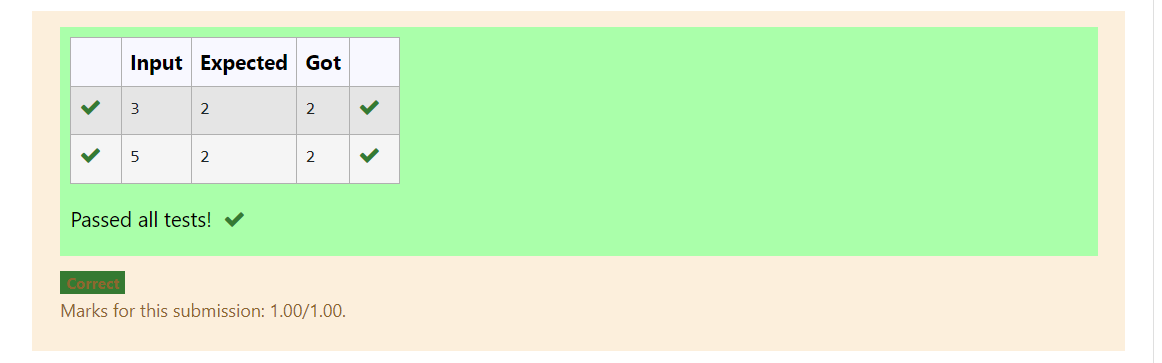 Input Expected Got
3 2 2
5 2 2
Passed all tests!
Correct
Marks for this submission: 1.00/1.00.